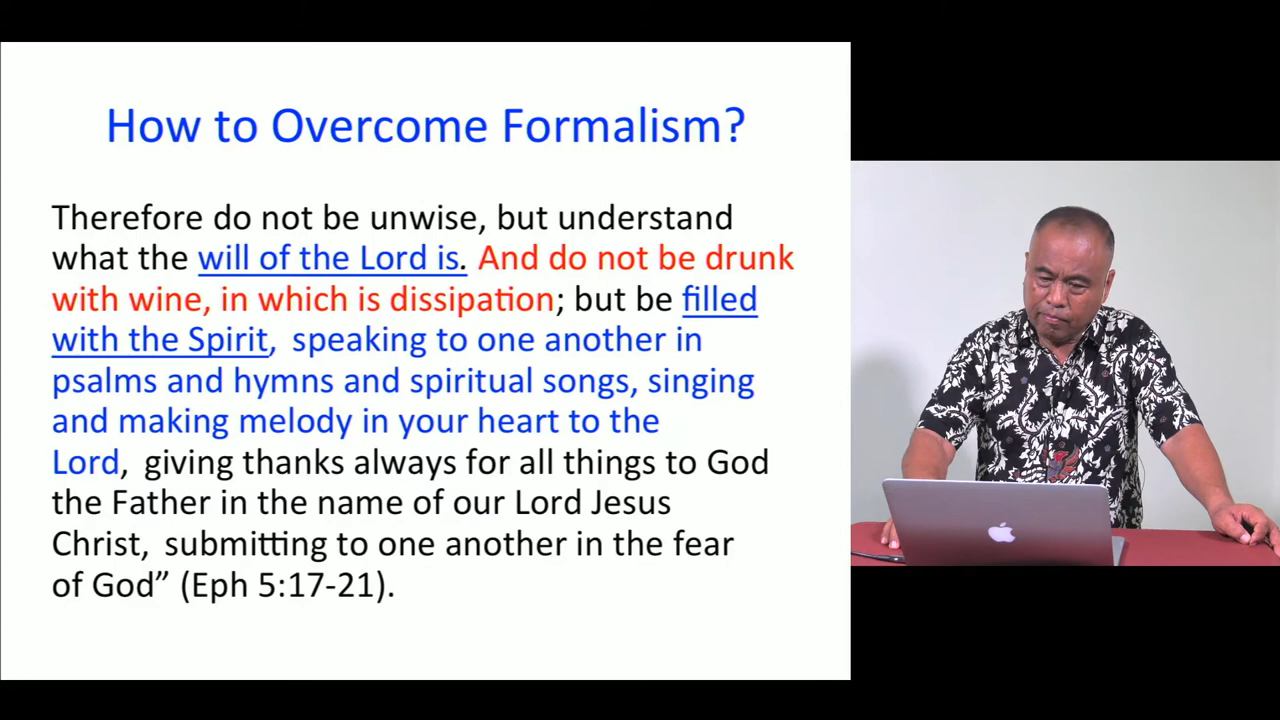 How to Overcome Formalism?
Therefore do not be unwise, but understand
what the will of the Lord is. And do not be drunk
with wine, in which is dissipation; but be filled
with the Spirit, speaking to one another in
psalms and hymns and spiritual songs, singing
and making melody in your heart to the
Lord, giving thanks always for all things to God
the Father in the name of our Lord Jesus
Christ, submitting to one another in the fear
of God” (Eph 5:17-21).